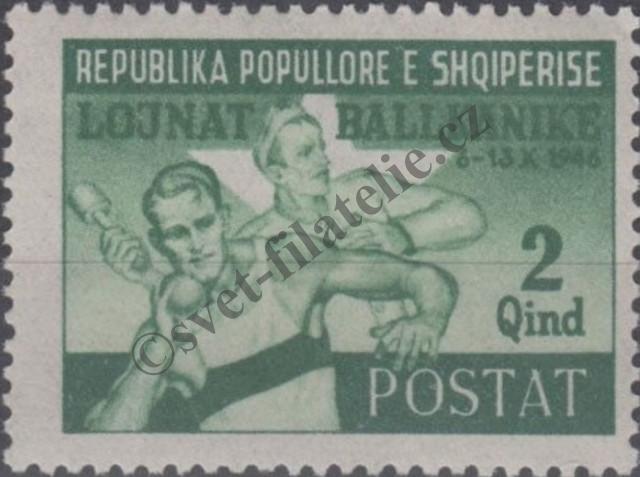 REPUBLIKA POPULLORE E SHQIPERISE
LOJNAT BALLKANIKE
6-13 X 1946
2
Qind
POSTAT
©svet-filatelie.cz